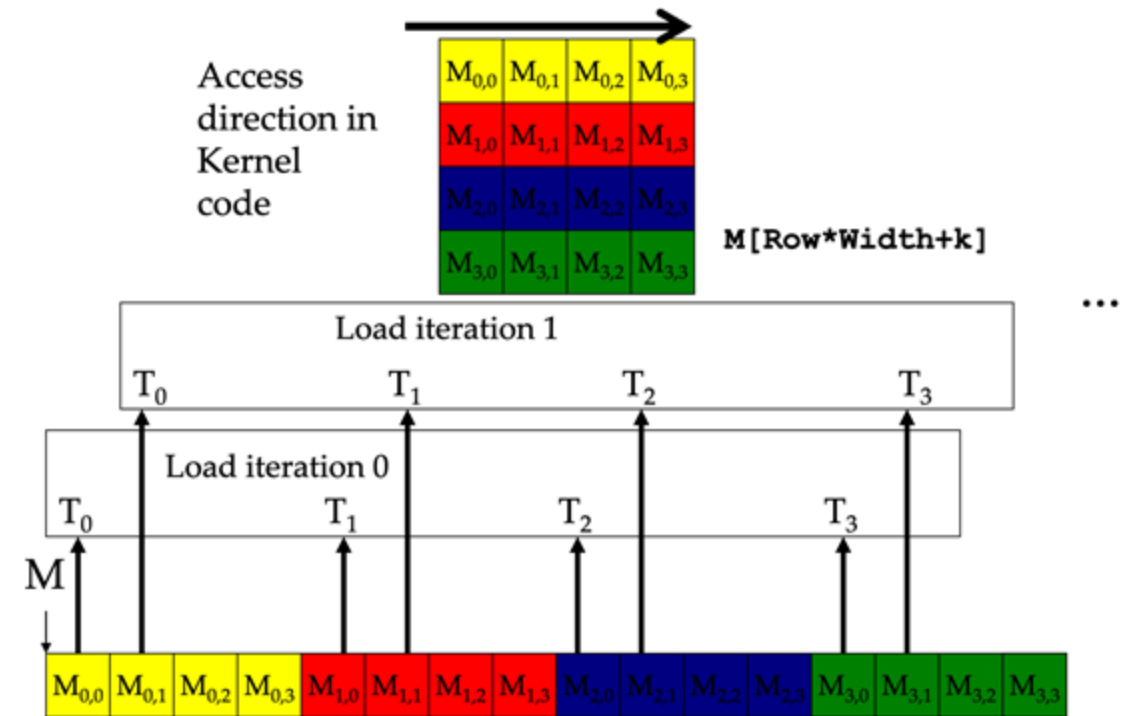 Access
direction in
Kernel
code
M0,0 M0,1 M0,2 M0,3
M1,0 M1,1 M1,2 M1,3
M2,0 M2,1 M2,2 M2,3
M3,0 M3,1 M3,2 M3,3
M[Row*Width+k]
...
Load iteration 1
T0 T1 T2 T3
Load iteration 0
T0 T1 T2 T3
M
M0,0 M0,1 M0,2 M0,3 M1,0 M1,1 M1,2 M1,3 M2,0 M2,1 M2,2 M2,3 M3,0 M3,1 M3,2 M3,3